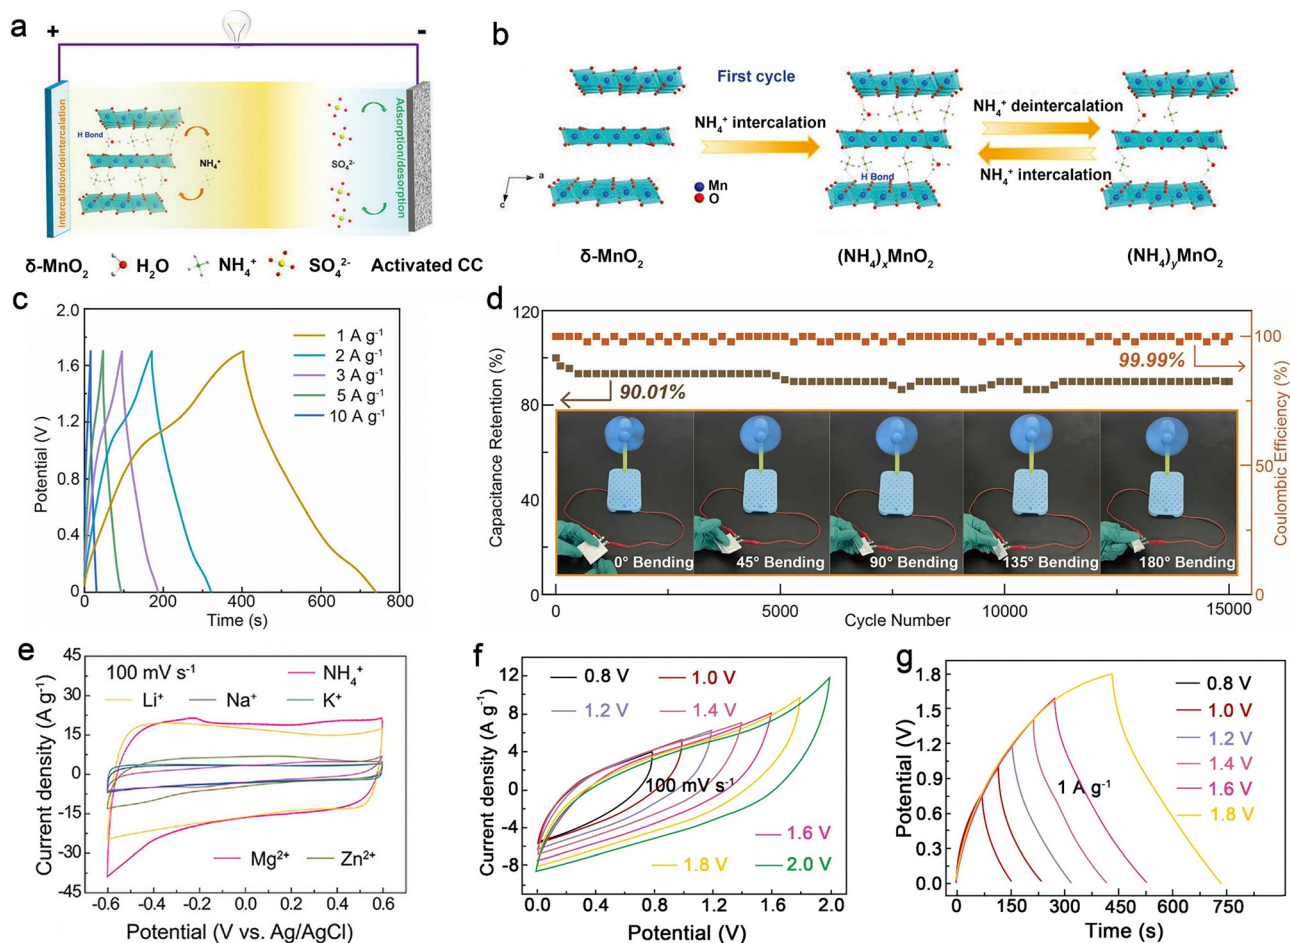 a
+
-
Intercalation/deintercalation
H Bond
NH₄⁺
SO₄²⁻
Adsorption/desorption
δ-MnO₂
H₂O
NH₄⁺
SO₄²⁻
Activated CC
b
First cycle
NH₄⁺ intercalation
NH₄⁺ deintercalation
NH₄⁺ intercalation
H Bond
a
c
Mn
O
δ-MnO₂
(NH₄)ₓMnO₂
(NH₄)ᵧMnO₂
c
2.0
1.6
1.2
0.8
0.4
0
Potential (V )
1 A g⁻¹
2 A g⁻¹
3 A g⁻¹
5 A g⁻¹
10 A g⁻¹
0 200 400 600 800
Time (s)
d
120
80
40
0
Capacitance Retention (%)
90.01%
99.99%
100
50
0
Coulombic Efficiency (%)
0° Bending
45° Bending
90° Bending
135° Bending
180° Bending
0 5000 10000 15000
Cycle Number
e
45
30
15
0
-15
-30
-45
Current density (A g⁻¹)
100 mV s⁻¹
NH₄⁺
Li⁺
Na⁺
K⁺
Mg²⁺
Zn²⁺
-0.6 -0.4 -0.2 0.0 0.2 0.4 0.6
Potential (V vs. Ag/AgCl)
f
12
8
4
0
-4
-8
Current density (A g⁻¹)
0.8 V
1.0 V
1.2 V
1.4 V
100 mV s⁻¹
1.6 V
1.8 V
2.0 V
0.0 0.4 0.8 1.2 1.6 2.0
Potential (V)
g
1.8
1.5
1.2
0.9
0.6
0.3
0.0
Potential (V)
0.8 V
1.0 V
1.2 V
1.4 V
1.6 V
1.8 V
1 A g⁻¹
0 150 300 450 600 750
Time (s)